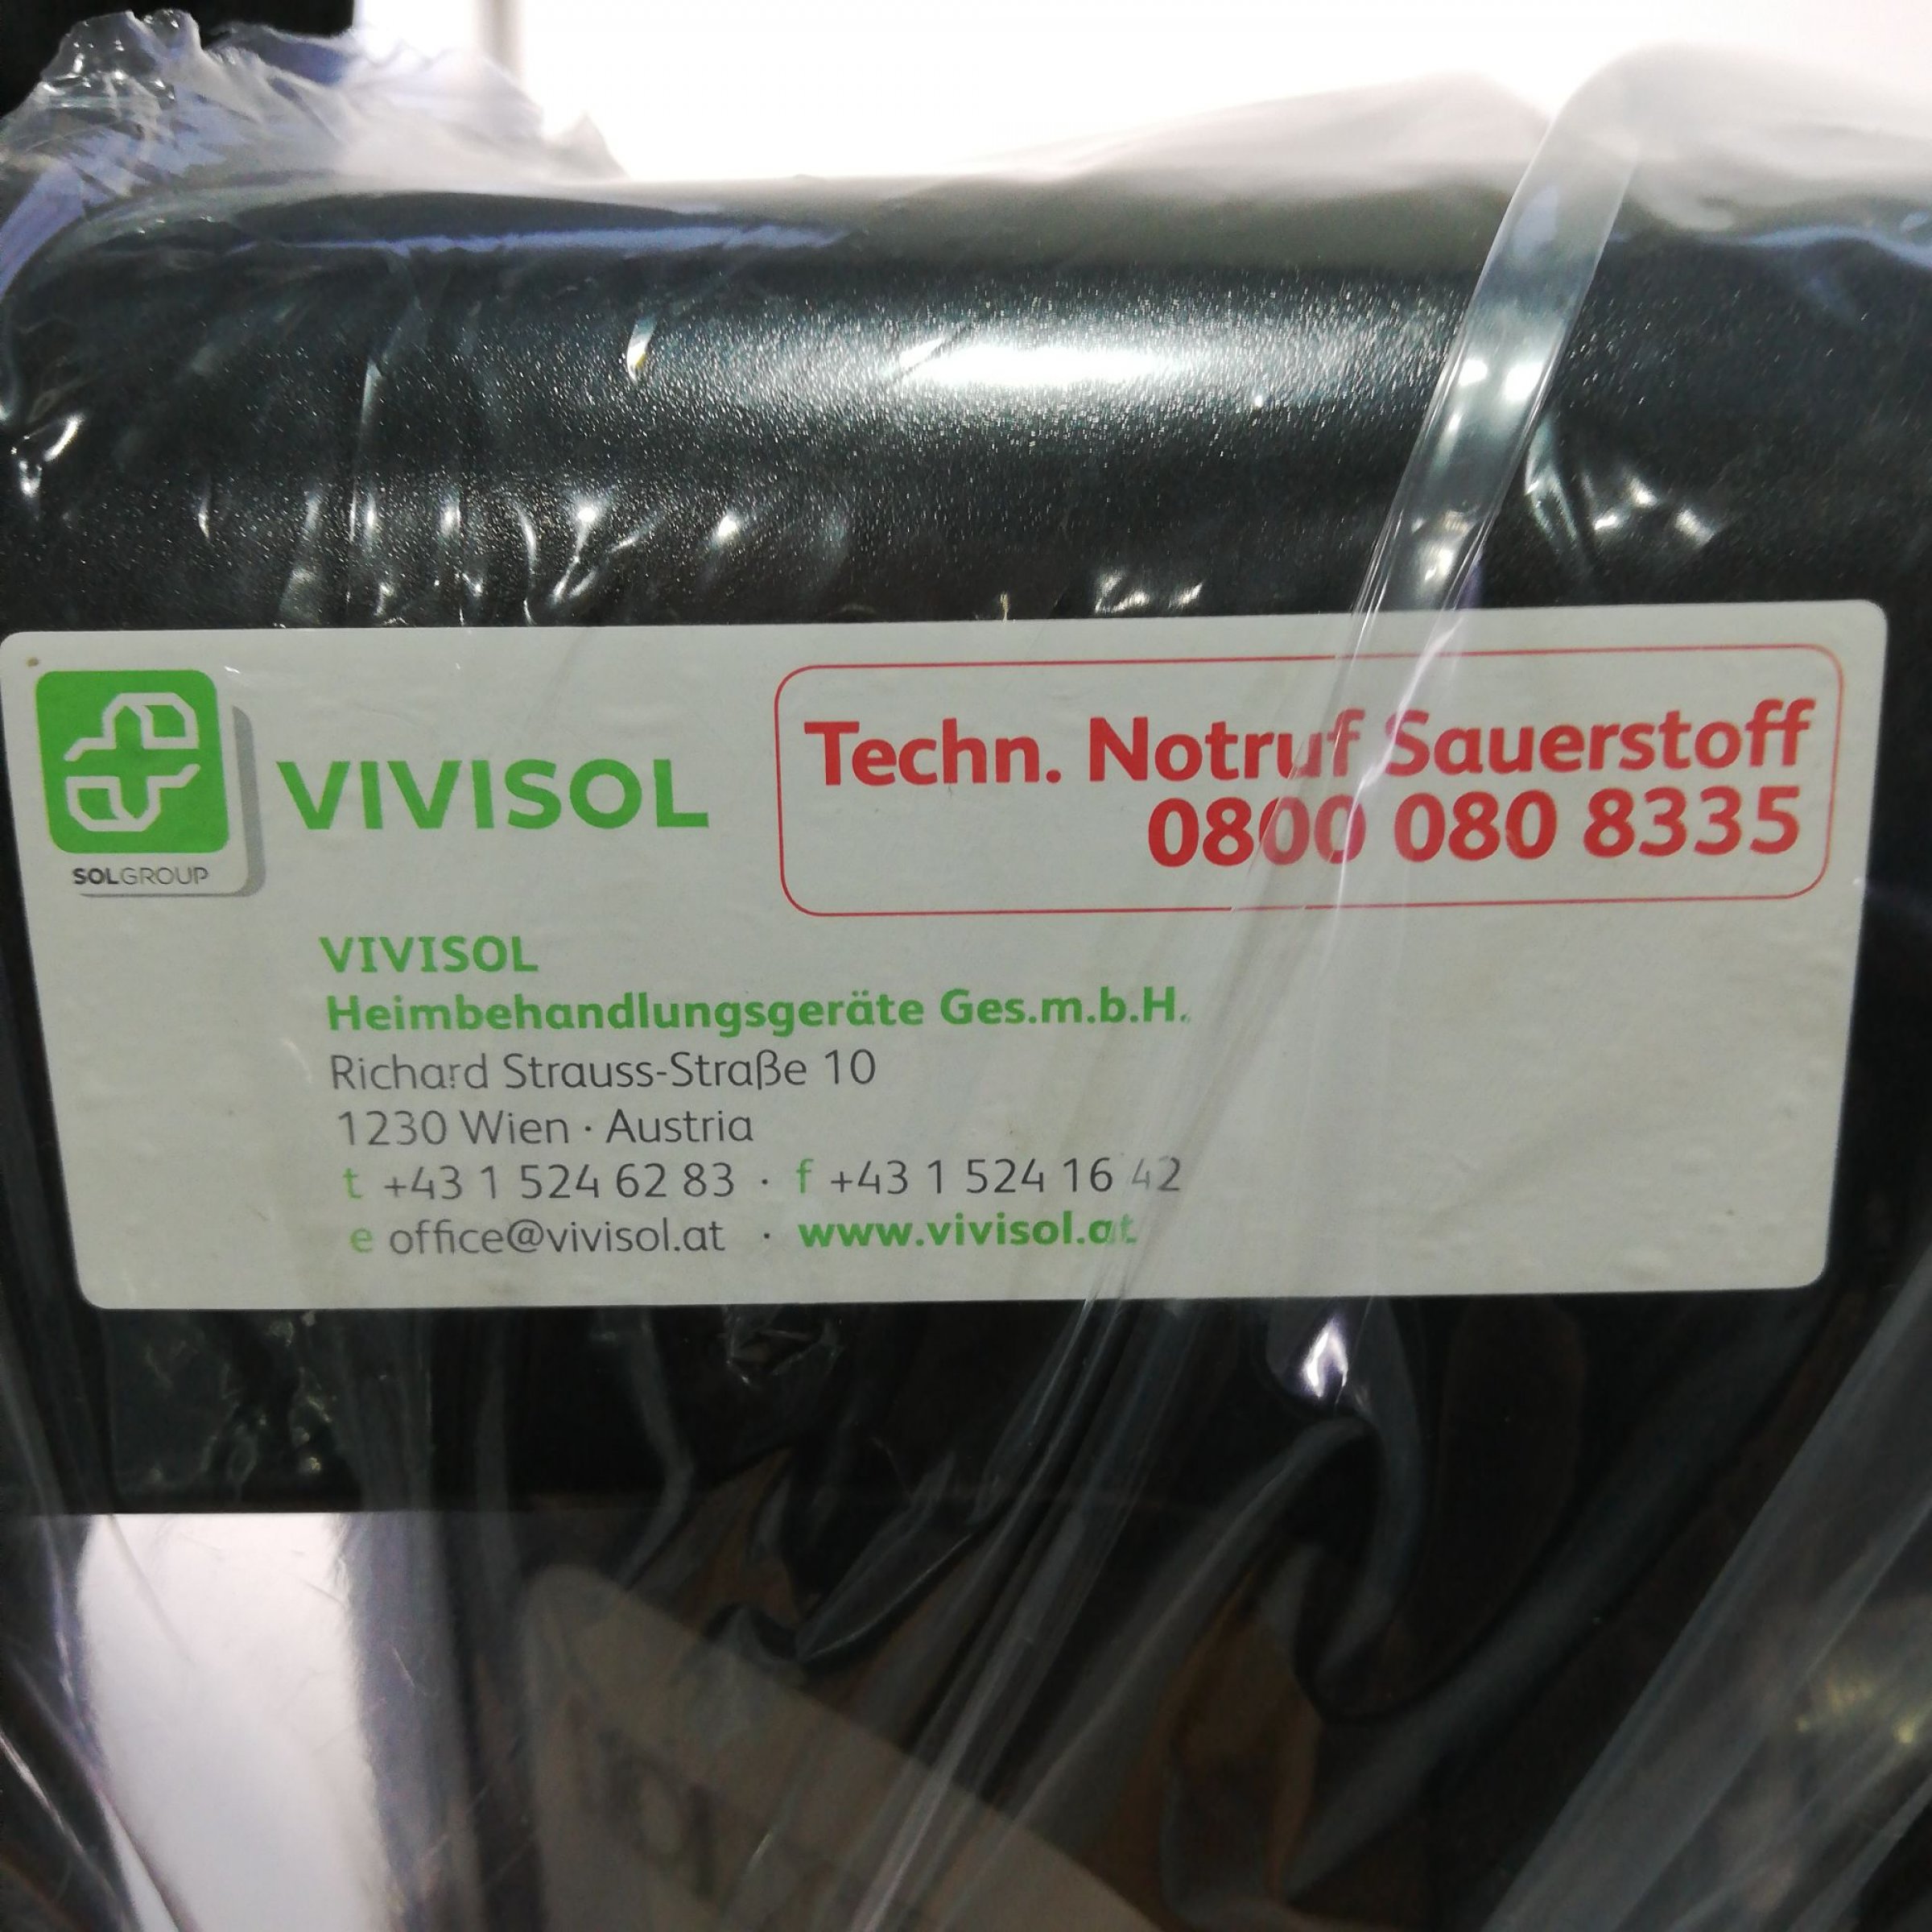 VIVISOL
SOLGROUP
Techn. Notruf Sauerstoff
0800 080 8335
VIVISOL
Heimbehandlungsgeräte Ges.m.b.H.
Richard Strauss-Straße 10
1230 Wien · Austria
t +43 1 524 62 83 · f +43 1 524 16 42
e office@vivisol.at · www.vivisol.at